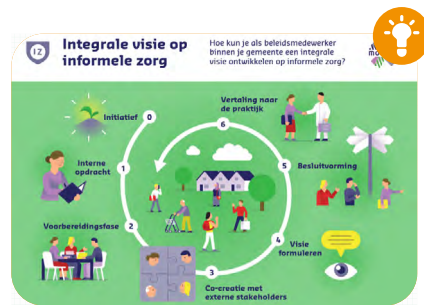 IZ
Integrale visie op
informele zorg
Hoe kun je als beleidsmedewerker
binnen je gemeente een integrale
visie ontwikkelen op informele zorg?
Initiatief
0
Interne
opdracht
1
Voorbereidingsfase
2
3
Co-creatie met
externe stakeholders
4
Visie
formuleren
5
Besluitvorming
6
Vertaling naar
de praktijk